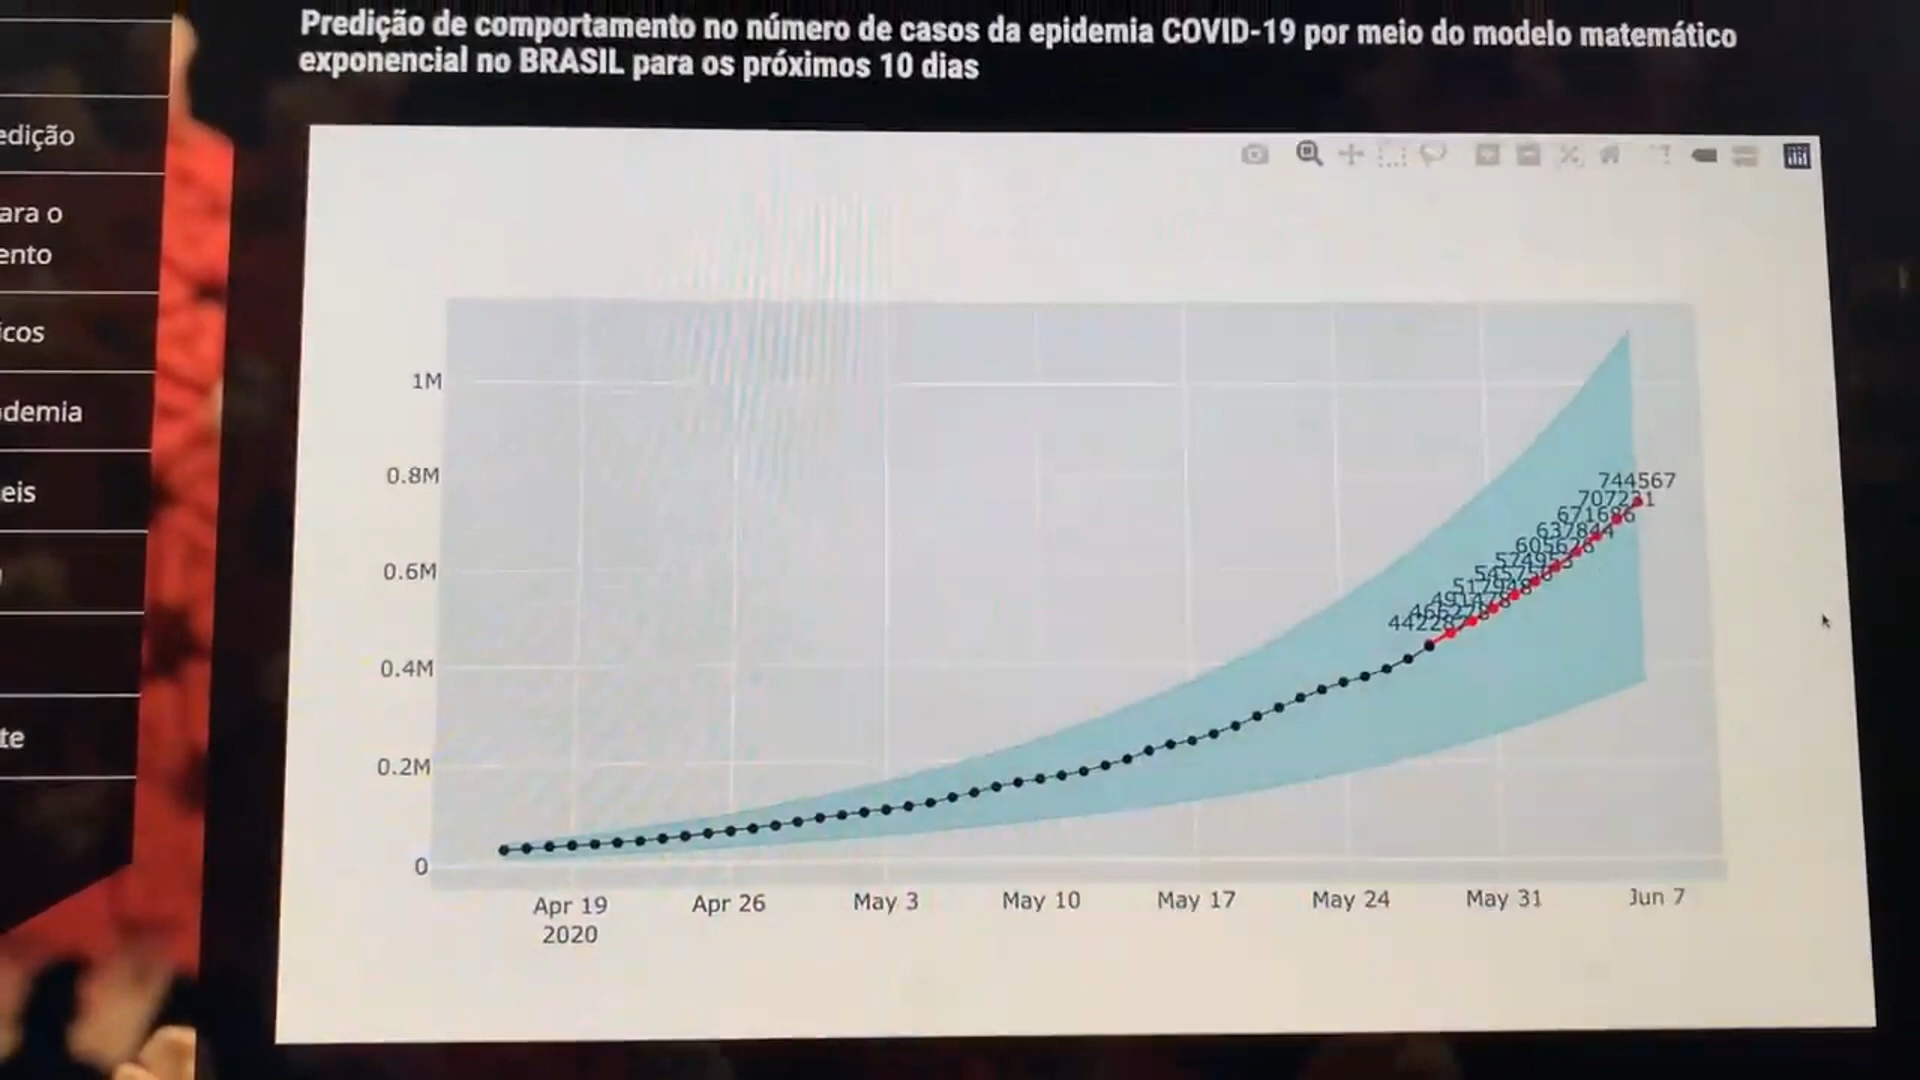 Predição de comportamento no número de casos da epidemia COVID-19 por meio do modelo matemático
exponencial no BRASIL para os próximos 10 dias
edição
ara o
ento
icos
demia
eis
te
1M
0.8M
0.6M
0.4M
0.2M
0
744567
707231
671686
637844
Apr 19
2020
Apr 26
May 3
May 10
May 17
May 24
May 31
Jun 7